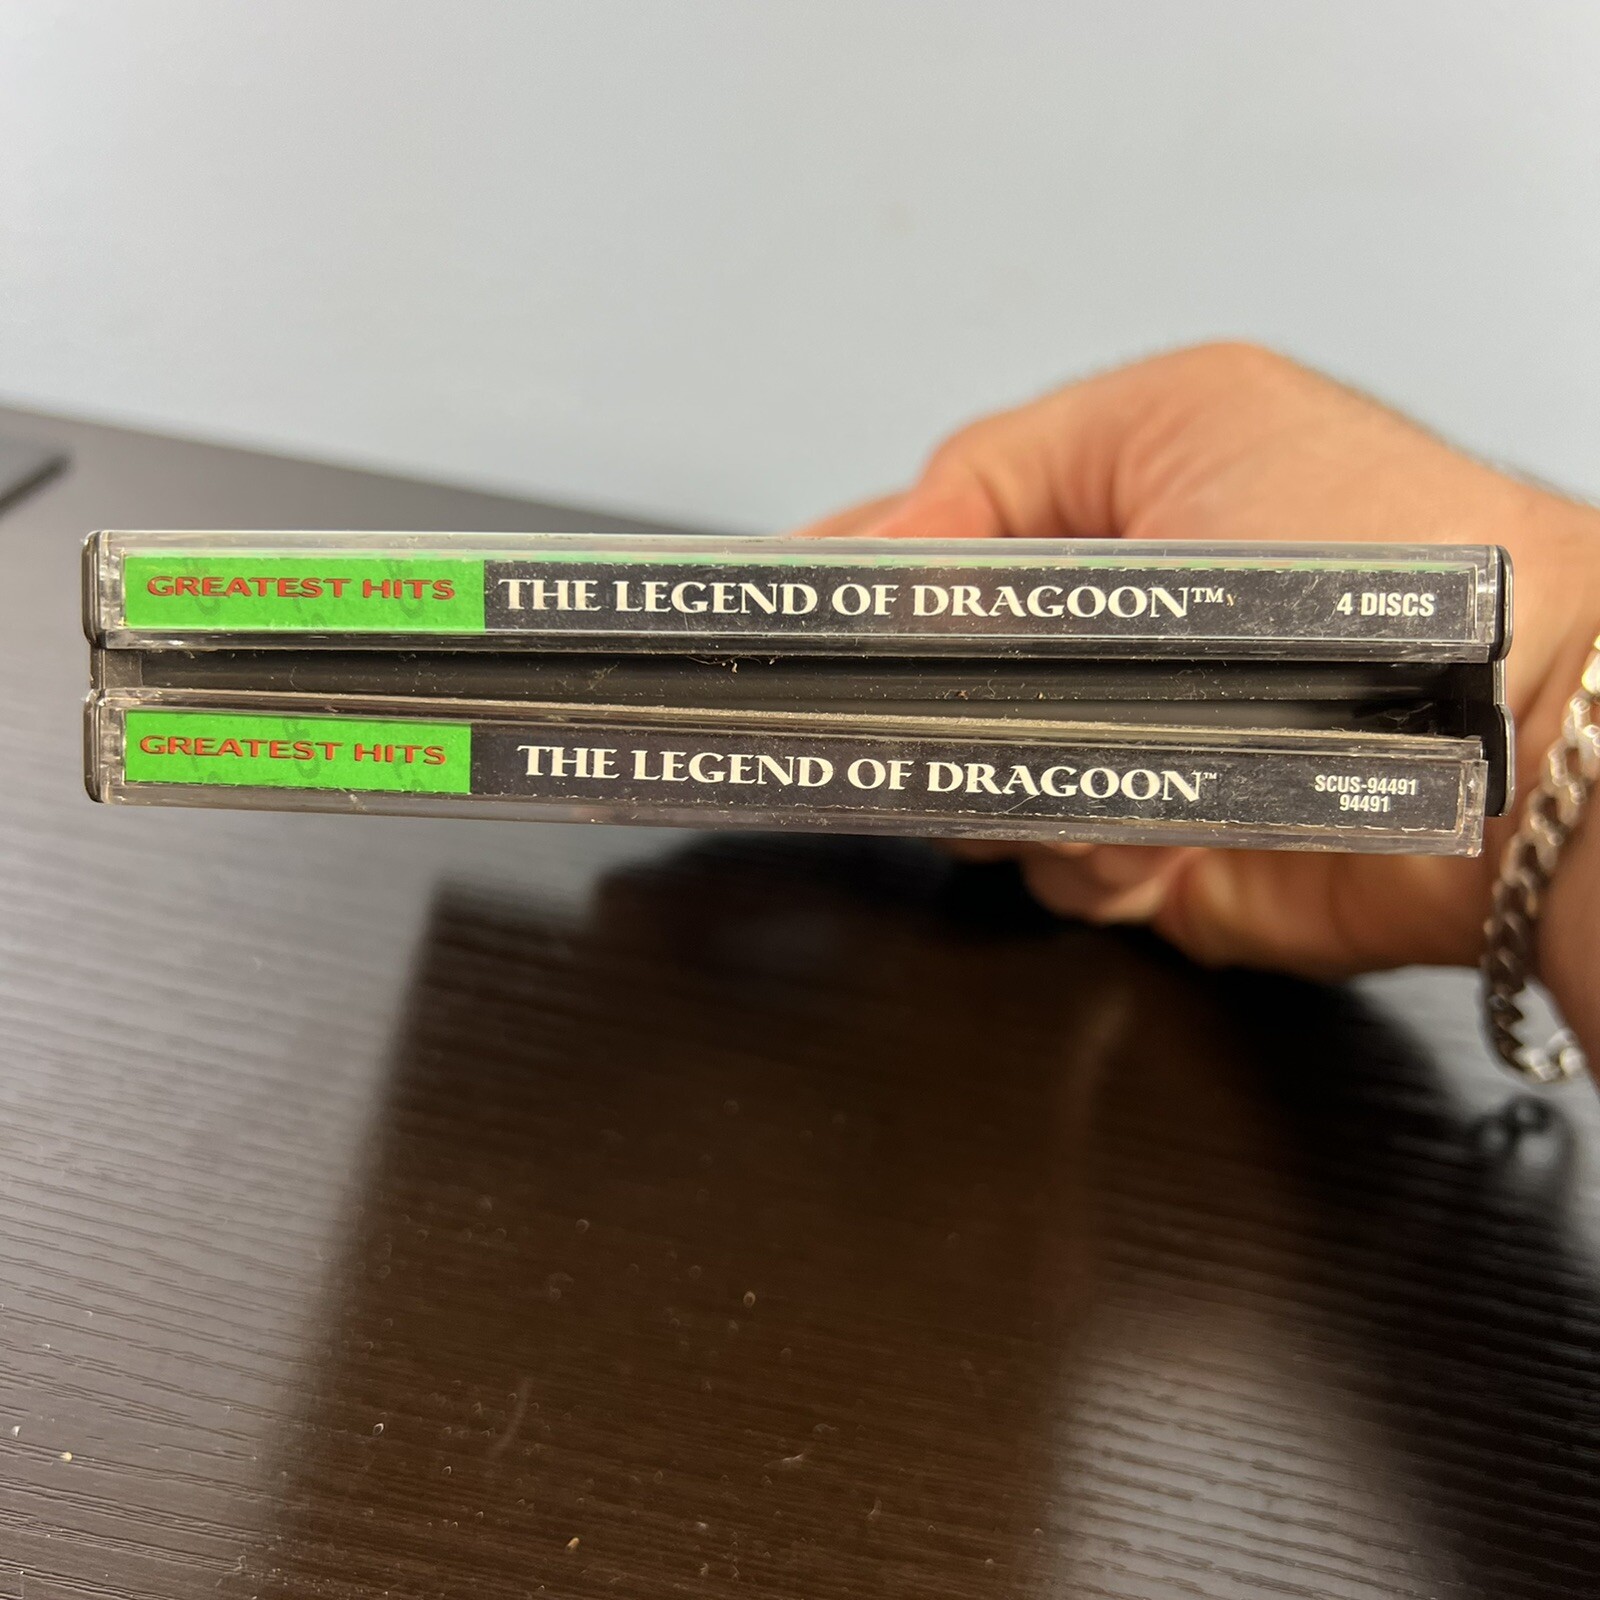 GREATEST HITS THE LEGEND OF DRAGOON™ 4 DISCS
GREATEST HITS THE LEGEND OF DRAGOON™ SCUS-94491
94491